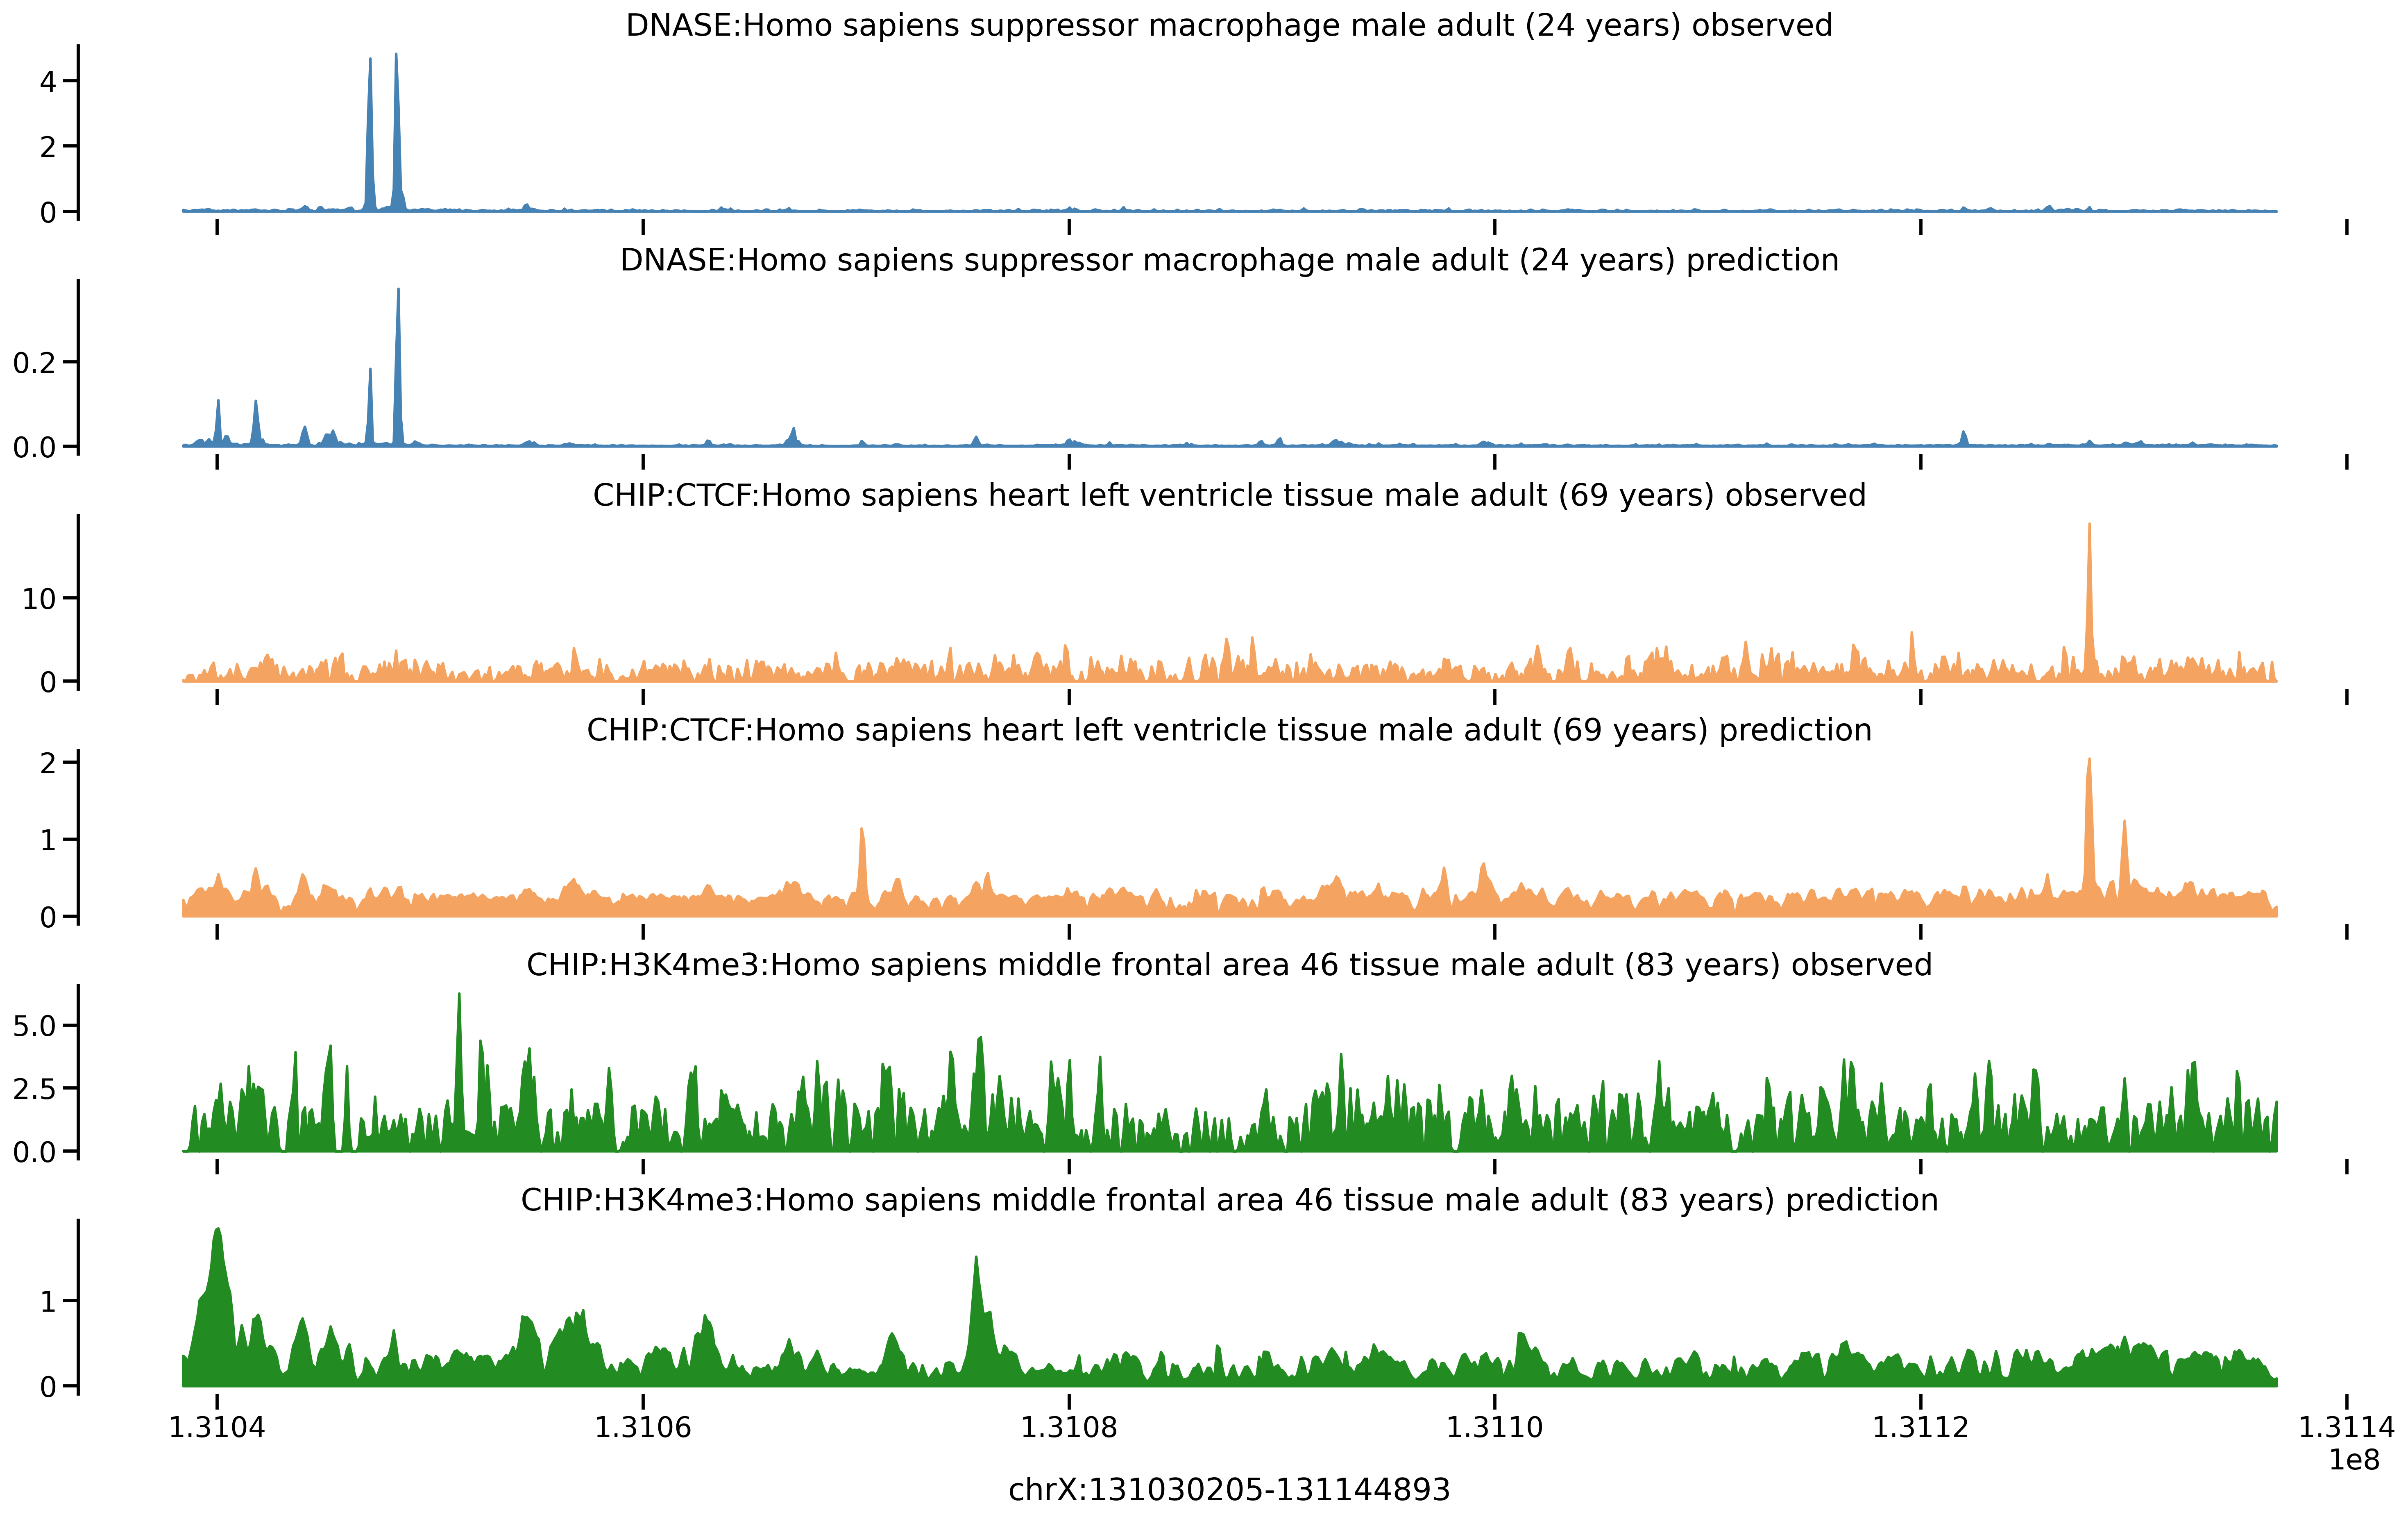 DNASE:Homo sapiens suppressor macrophage male adult (24 years) observed
4
2
0
DNASE:Homo sapiens suppressor macrophage male adult (24 years) prediction
0.2
0.0
CHIP:CTCF:Homo sapiens heart left ventricle tissue male adult (69 years) observed
10
0
CHIP:CTCF:Homo sapiens heart left ventricle tissue male adult (69 years) prediction
2
1
0
CHIP:H3K4me3:Homo sapiens middle frontal area 46 tissue male adult (83 years) observed
5.0
2.5
0.0
CHIP:H3K4me3:Homo sapiens middle frontal area 46 tissue male adult (83 years) prediction
1
0
1.3104 1.3106 1.3108 1.3110 1.3112 1.3114
1e8
chrX:131030205-131144893